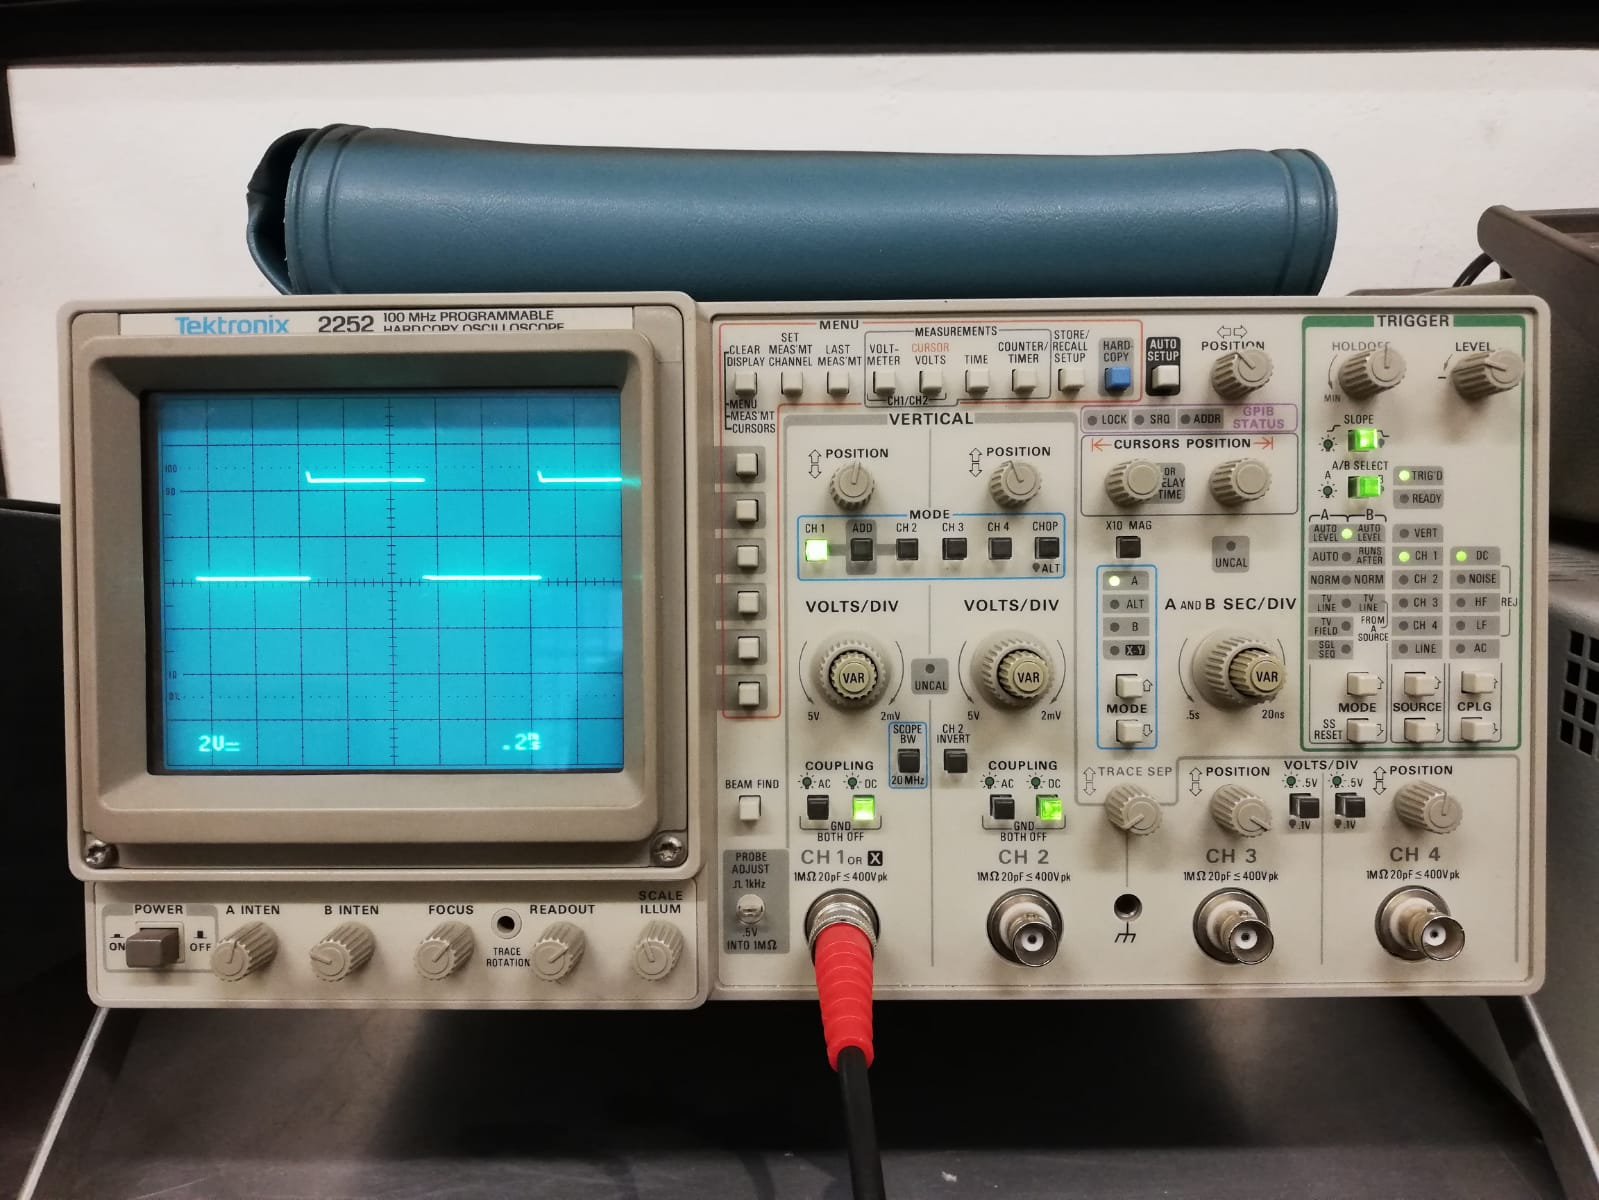 Tektronix 2252 100 MHz PROGRAMMABLE
HARDCOPY OSCILLOSCOPE
100
90
10
0%
2V
.2
POWER
ON
OFF
A INTEN
B INTEN
FOCUS
TRACE
ROTATION
READOUT
SCALE
ILLUM
MENU
CLEAR
DISPLAY
SET
MEAS'MT
CHANNEL
LAST
MEAS'MT
MEASUREMENTS
VOLT-
METER
CURSOR
VOLTS
TIME
COUNTER/
TIMER
CH1/CH2
STORE/
RECALL
SETUP
HARD-
COPY
AUTO
SETUP
MENU
MEAS'MT
CURSORS
POSITION
LOCK
SRQ
ADDR
GPIB
STATUS
CURSORS POSITION
OR
DELAY
TIME
VERTICAL
POSITION
POSITION
MODE
CH 1
ADD
CH 2
CH 3
CH 4
CHOP
ALT
X10 MAG
UNCAL
A
ALT
B
X-Y
MODE
A AND B SEC/DIV
VAR
.5s
20ns
VOLTS/DIV
VAR
5V
2mV
UNCAL
VOLTS/DIV
VAR
5V
2mV
SCOPE
BW
20 MHz
CH 2
INVERT
BEAM FIND
COUPLING
AC
DC
GND
BOTH OFF
COUPLING
AC
DC
GND
BOTH OFF
TRACE SEP
POSITION
VOLTS/DIV
.5V
.1V
.5V
.1V
POSITION
PROBE
ADJUST
1kHz
.5V
INTO 1MΩ
CH 1 OR X
1MΩ 20pF ≤ 400V pk
CH 2
1MΩ 20pF ≤ 400V pk
CH 3
1MΩ 20pF ≤ 400V pk
CH 4
1MΩ 20pF ≤ 400V pk
TRIGGER
HOLDOFF
MIN
LEVEL
SLOPE
A/B SELECT
A
B
TRIG'D
READY
A
B
AUTO
LEVEL
AUTO
LEVEL
AUTO
RUNS
AFTER
NORM
NORM
TV
LINE
TV
LINE
FROM
A
SOURCE
TV
FIELD
SGL
SEQ
VERT
CH 1
CH 2
CH 3
CH 4
LINE
DC
NOISE
HF
LF
REJ
AC
MODE
SS
RESET
SOURCE
CPLG